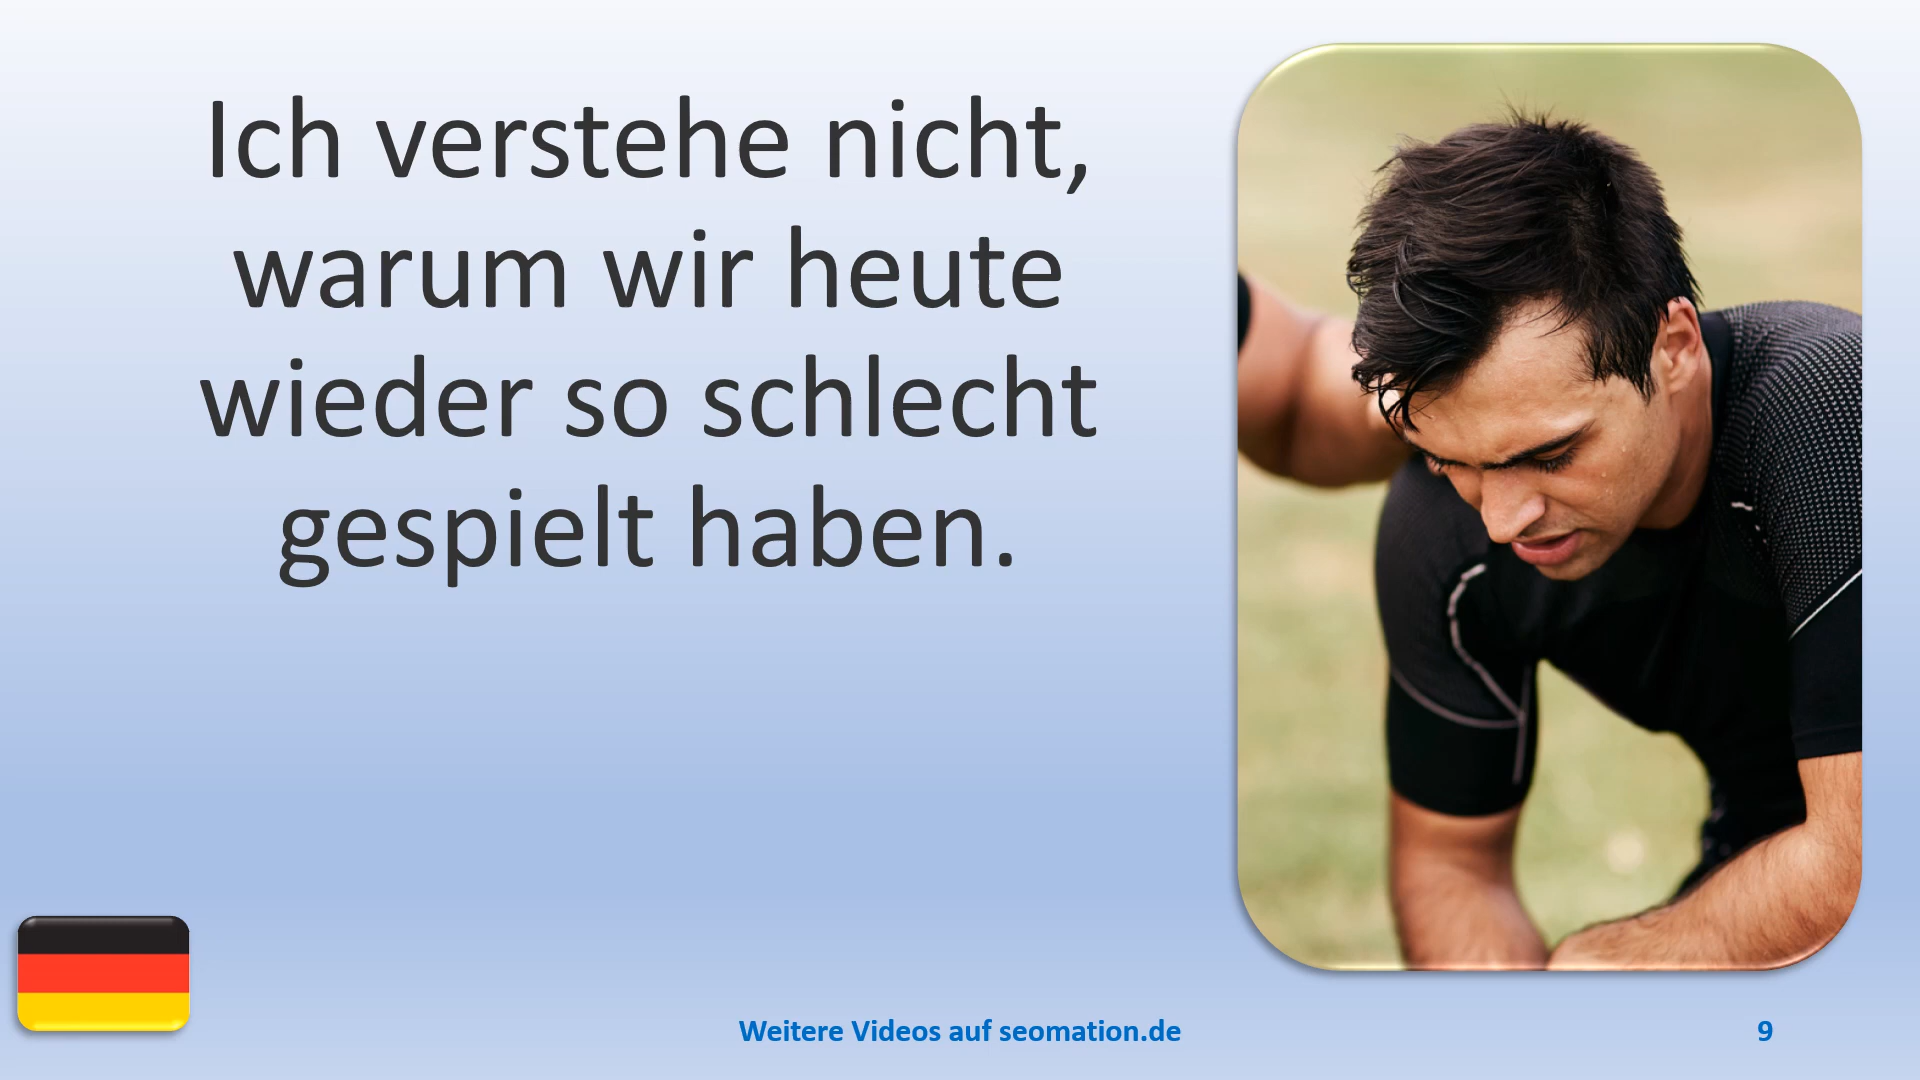 Ich verstehe nicht,
warum wir heute
wieder so schlecht
gespielt haben.
Weitere Videos auf seomation.de
9